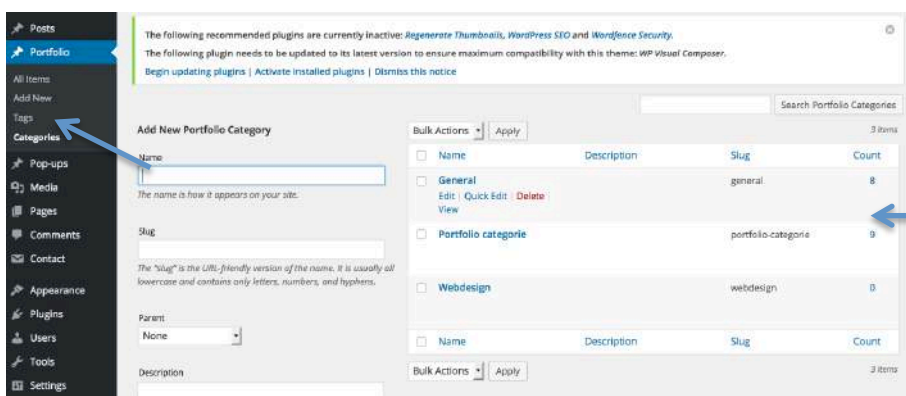 Posts
Portfolio
All Items
Add New
Tags
Categories
Pop-ups
Media
Pages
Comments
Contact
Appearance
Plugins
Users
Tools
Settings
The following recommended plugins are currently inactive: Regenerate Thumbnails, WordPress SEO and Wordfence Security.
The following plugin needs to be updated to its latest version to ensure maximum compatibility with this theme: WP Visual Composer.
Begin updating plugins | Activate installed plugins | Dismiss this notice
Search Portfolio Categories
Add New Portfolio Category
Name
The name is how it appears on your site.
Slug
The "slug" is the URL-friendly version of the name. It is usually all
lowercase and contains only letters, numbers, and hyphens.
Parent
None
Description
Bulk Actions Apply 3 items
Name Description Slug Count
General general 8
Edit | Quick Edit | Delete |
View
Portfolio categorie portfolio-categorie 9
Webdesign webdesign 0
Name Description Slug Count
Bulk Actions Apply 3 items